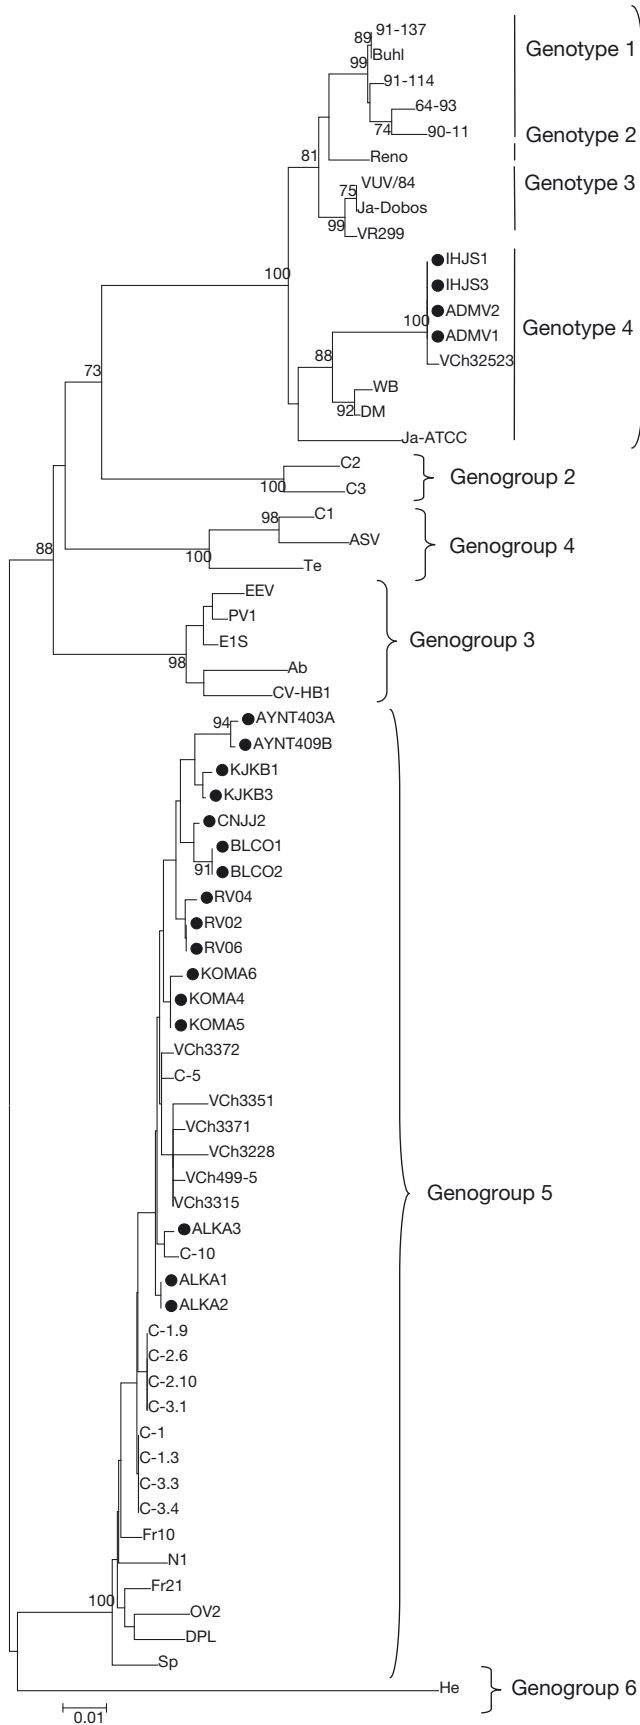 91-137
89
Buhl
Genotype 1
99
91-114
64-93
74
90-11
Genotype 2
81
Reno
VUV/84
Genotype 3
75
Ja-Dobos
99
VR299
IHJS1
100
IHJS3
ADMV2
100
ADMV1
Genotype 4
88
VCh32523
73
WB
92
DM
Ja-ATCC
C2
Genogroup 2
100
C3
C1
98
ASV
Genogroup 4
88
100
Te
EEV
PV1
E1S
Genogroup 3
98
Ab
CV-HB1
AYNT403A
94
AYNT409B
KJKB1
KJKB3
CNJJ2
BLCO1
91
BLCO2
RV04
RV02
RV06
KOMA6
KOMA4
KOMA5
VCh3372
C-5
VCh3351
VCh3371
VCh3228
VCh499-5
Genogroup 5
VCh3315
ALKA3
C-10
ALKA1
ALKA2
C-1.9
C-2.6
C-2.10
C-3.1
C-1
C-1.3
C-3.3
C-3.4
Fr10
N1
Fr21
100
OV2
DPL
Sp
He
Genogroup 6
0.01